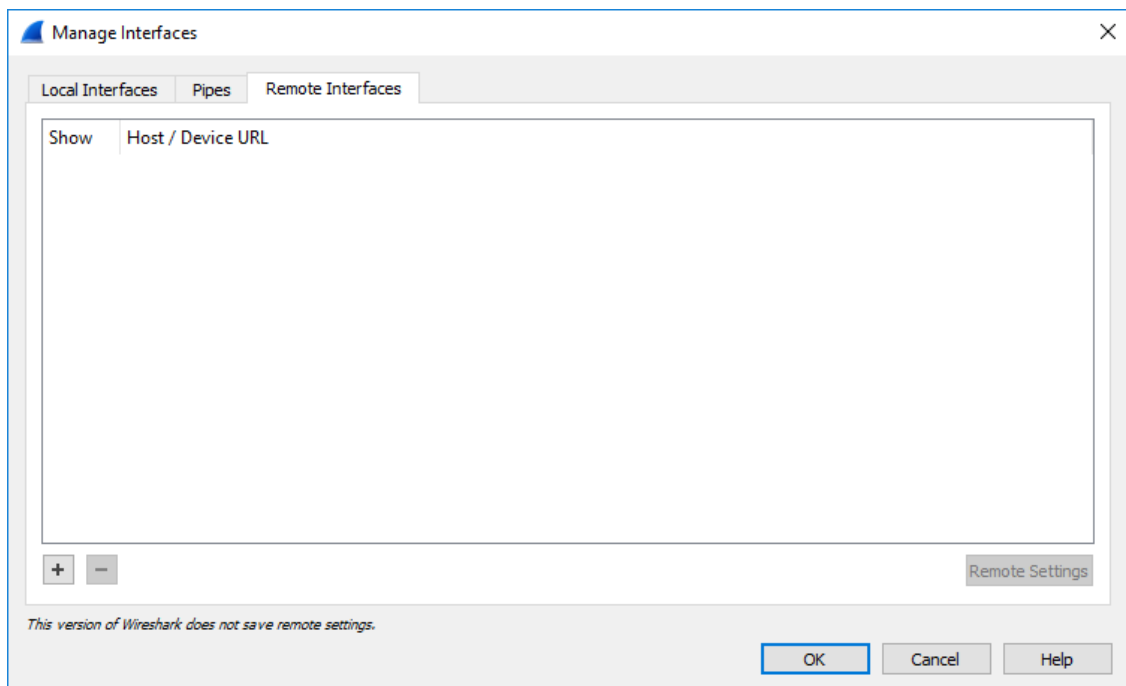 Manage Interfaces
Local Interfaces Pipes Remote Interfaces
Show Host / Device URL
+ − Remote Settings
This version of Wireshark does not save remote settings.
OK Cancel Help